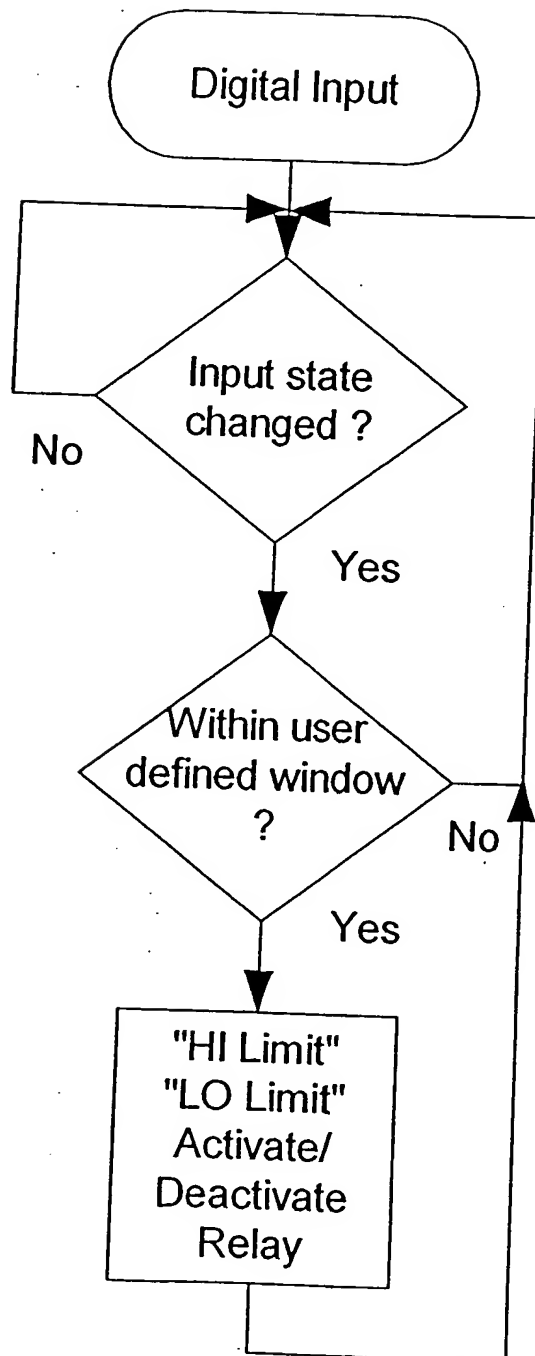 Digital Input
Input state
changed ?
No
Yes
Within user
defined window
?
No
Yes
"HI Limit"
"LO Limit"
Activate/
Deactivate
Relay